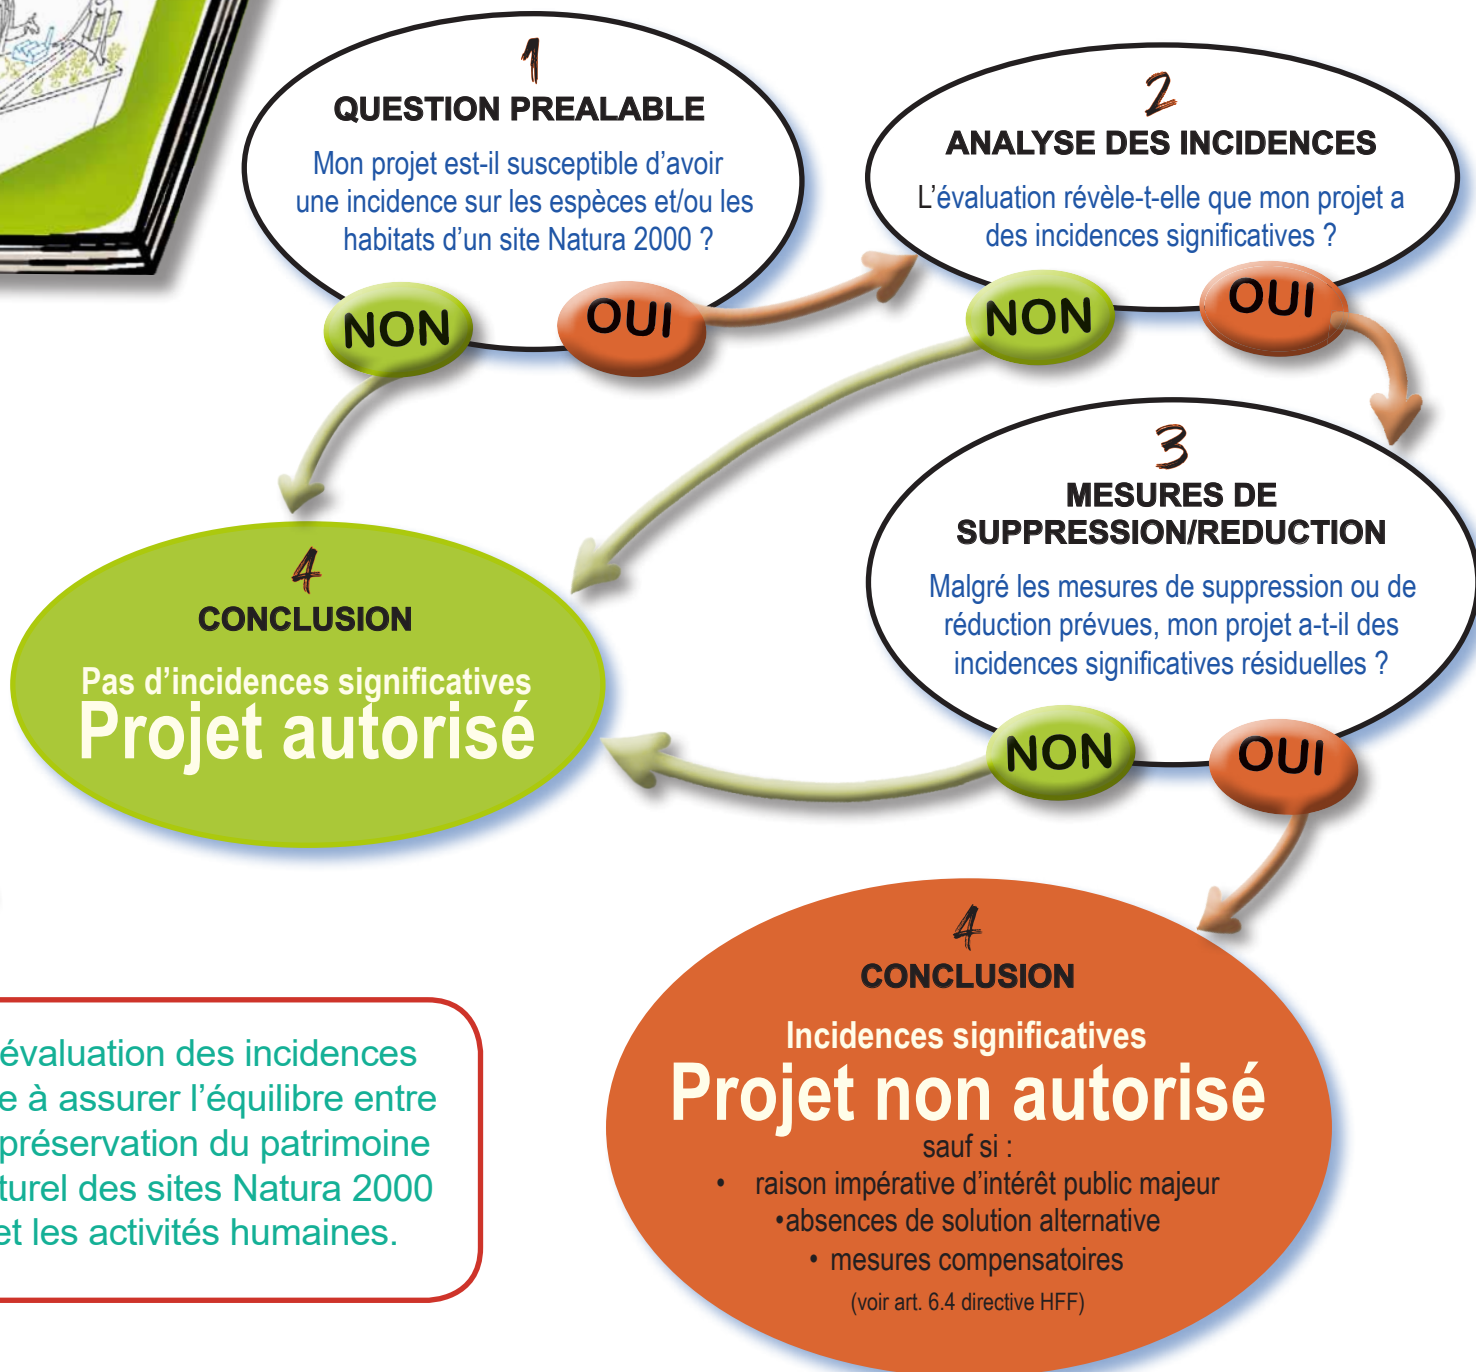 1
QUESTION PREALABLE
Mon projet est-il susceptible d’avoir
une incidence sur les espèces et/ou les
habitats d’un site Natura 2000 ?
NON
OUI
2
ANALYSE DES INCIDENCES
L’évaluation révèle-t-elle que mon projet a
des incidences significatives ?
NON
OUI
3
MESURES DE
SUPPRESSION/REDUCTION
Malgré les mesures de suppression ou de
réduction prévues, mon projet a-t-il des
incidences significatives résiduelles ?
NON
OUI
4
CONCLUSION
Pas d’incidences significatives
Projet autorisé
4
CONCLUSION
Incidences significatives
Projet non autorisé
sauf si :
• raison impérative d’intérêt public majeur
•absences de solution alternative
• mesures compensatoires
(voir art. 6.4 directive HFF)
évaluation des incidences
e à assurer l’équilibre entre
préservation du patrimoine
turel des sites Natura 2000
et les activités humaines.